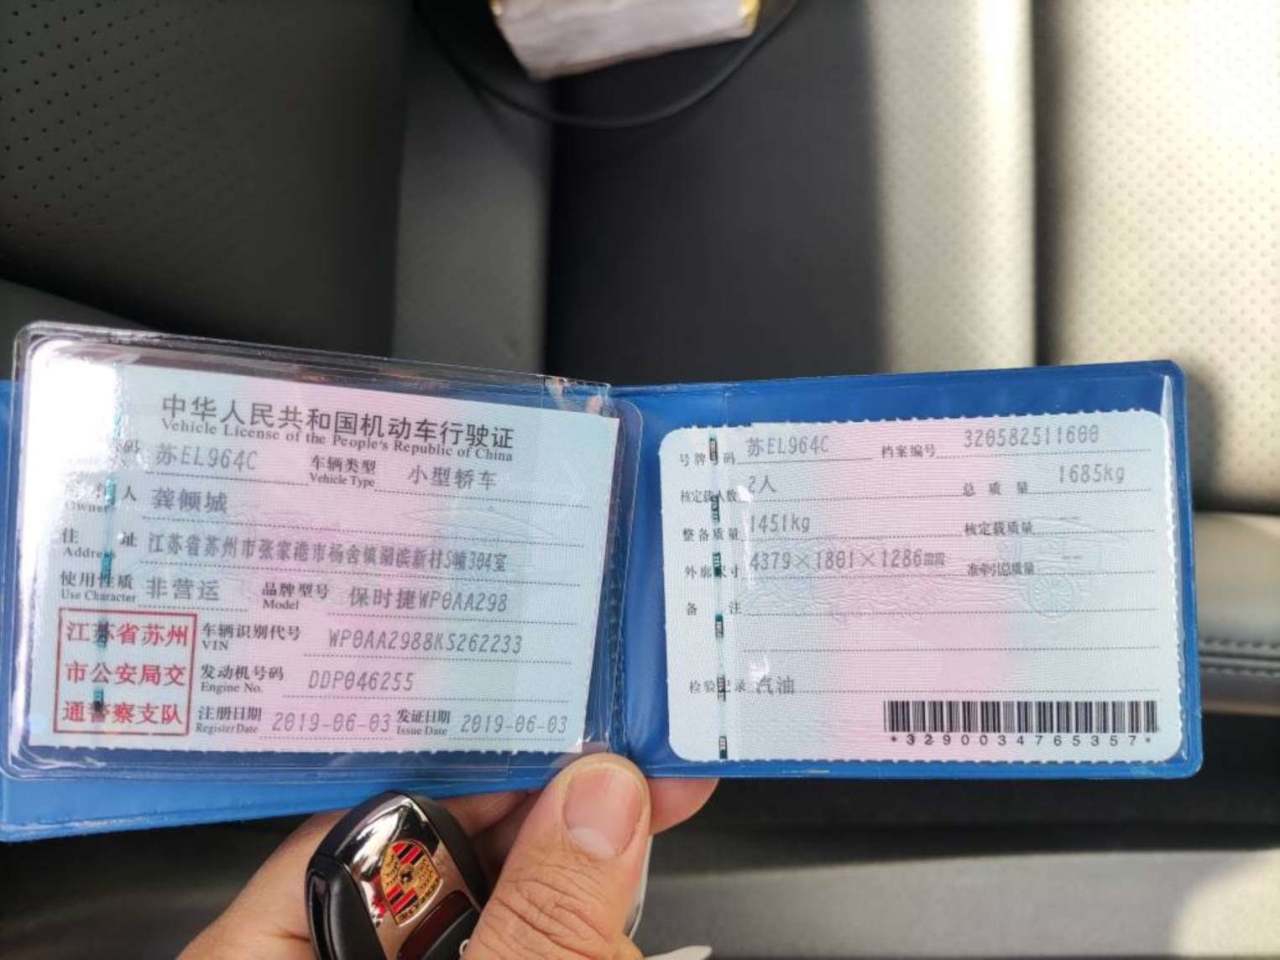 中华人民共和国机动车行驶证
Vehicle License of the People's Republic of China
码 苏EL964C 车辆类型 Vehicle Type 小型轿车
人 Owner 龚倾城
住 址 Address 江苏省苏州市张家港市杨舍镇湖滨新村5幢304室
使用性质 Use Character 非营运 品牌型号 Model 保时捷WP0AA298
江苏省苏州
市公安局交
通警察支队
车辆识别代号 VIN WP0AA2988KS262233
发动机号码 Engine No. DDP046255
注册日期 Register Date 2019-06-03 发证日期 Issue Date 2019-06-03
号牌号码 苏EL964C 档案编号 320582511600
核定载人数 2人 总 质 量 1685kg
整备质量 1451kg 核定载质量 --
外廓尺寸 4379×1801×1286mm 准牵引总质量 --
备 注
检验记录 汽油
*3290034765357*